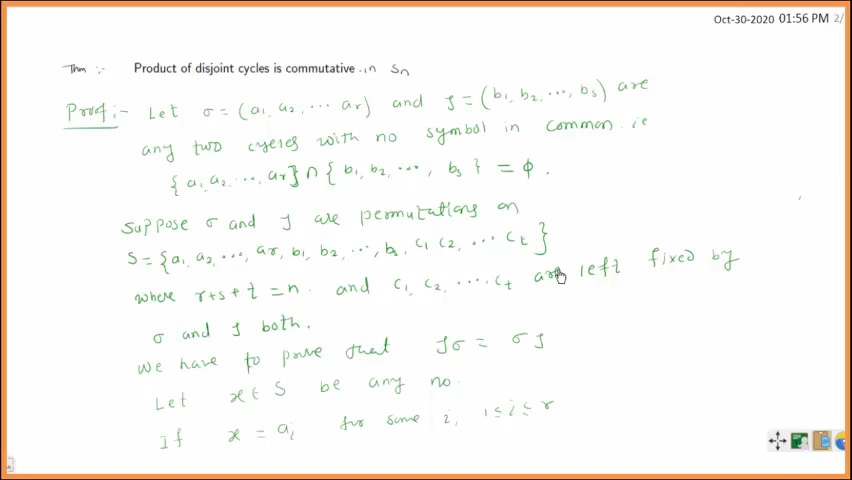 Oct-30-2020 01:56 PM 2/
Thm :- Product of disjoint cycles is commutative in Sn
Proof:- Let σ = (a1, a2, ... ar) and ρ = (b1, b2, ..., bs) are
any two cycles with no symbol in common ie
{a1, a2, ..., ar} ∩ {b1, b2, ..., bs} = ϕ.
Suppose σ and ρ are permutations on
S = {a1, a2, ..., ar, b1, b2, ..., bs, c1 c2, ... ct}
where r+s+t = n. and c1, c2, ... ct are left fixed by
σ and ρ both.
We have to prove that ρσ = σρ
Let x ∈ S be any no.
If x = ai for some i, 1 ≤ i ≤ r